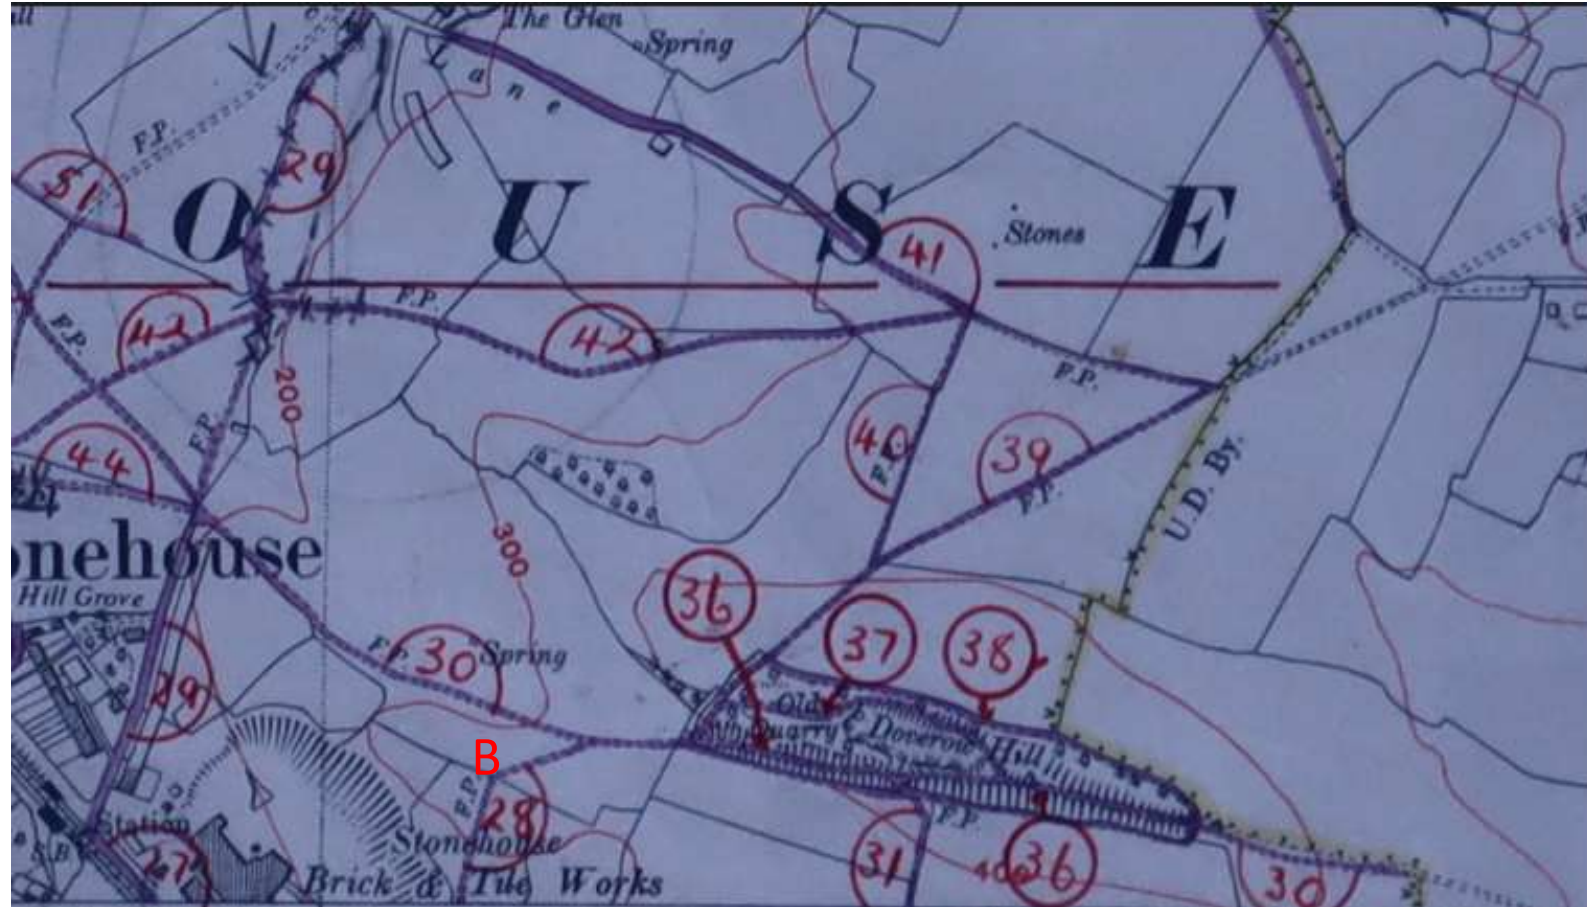 The Glen
Spring
Lane
F.P.
51
29
O U S E
Stones
41
F.P.
42
F.P.
42
F.P.
200
F.P.
F.P.
40
F.P.
39
F.P.
U.D. By.
44
onehouse
Hill Grove
300
36
37
38
F.P.
30
Spring
29
Old
Quarry
Doverow Hill
B
F.P.
28
Station
S.B.
27
Stonehouse
Brick & Tile Works
F.P.
31
400
36
30